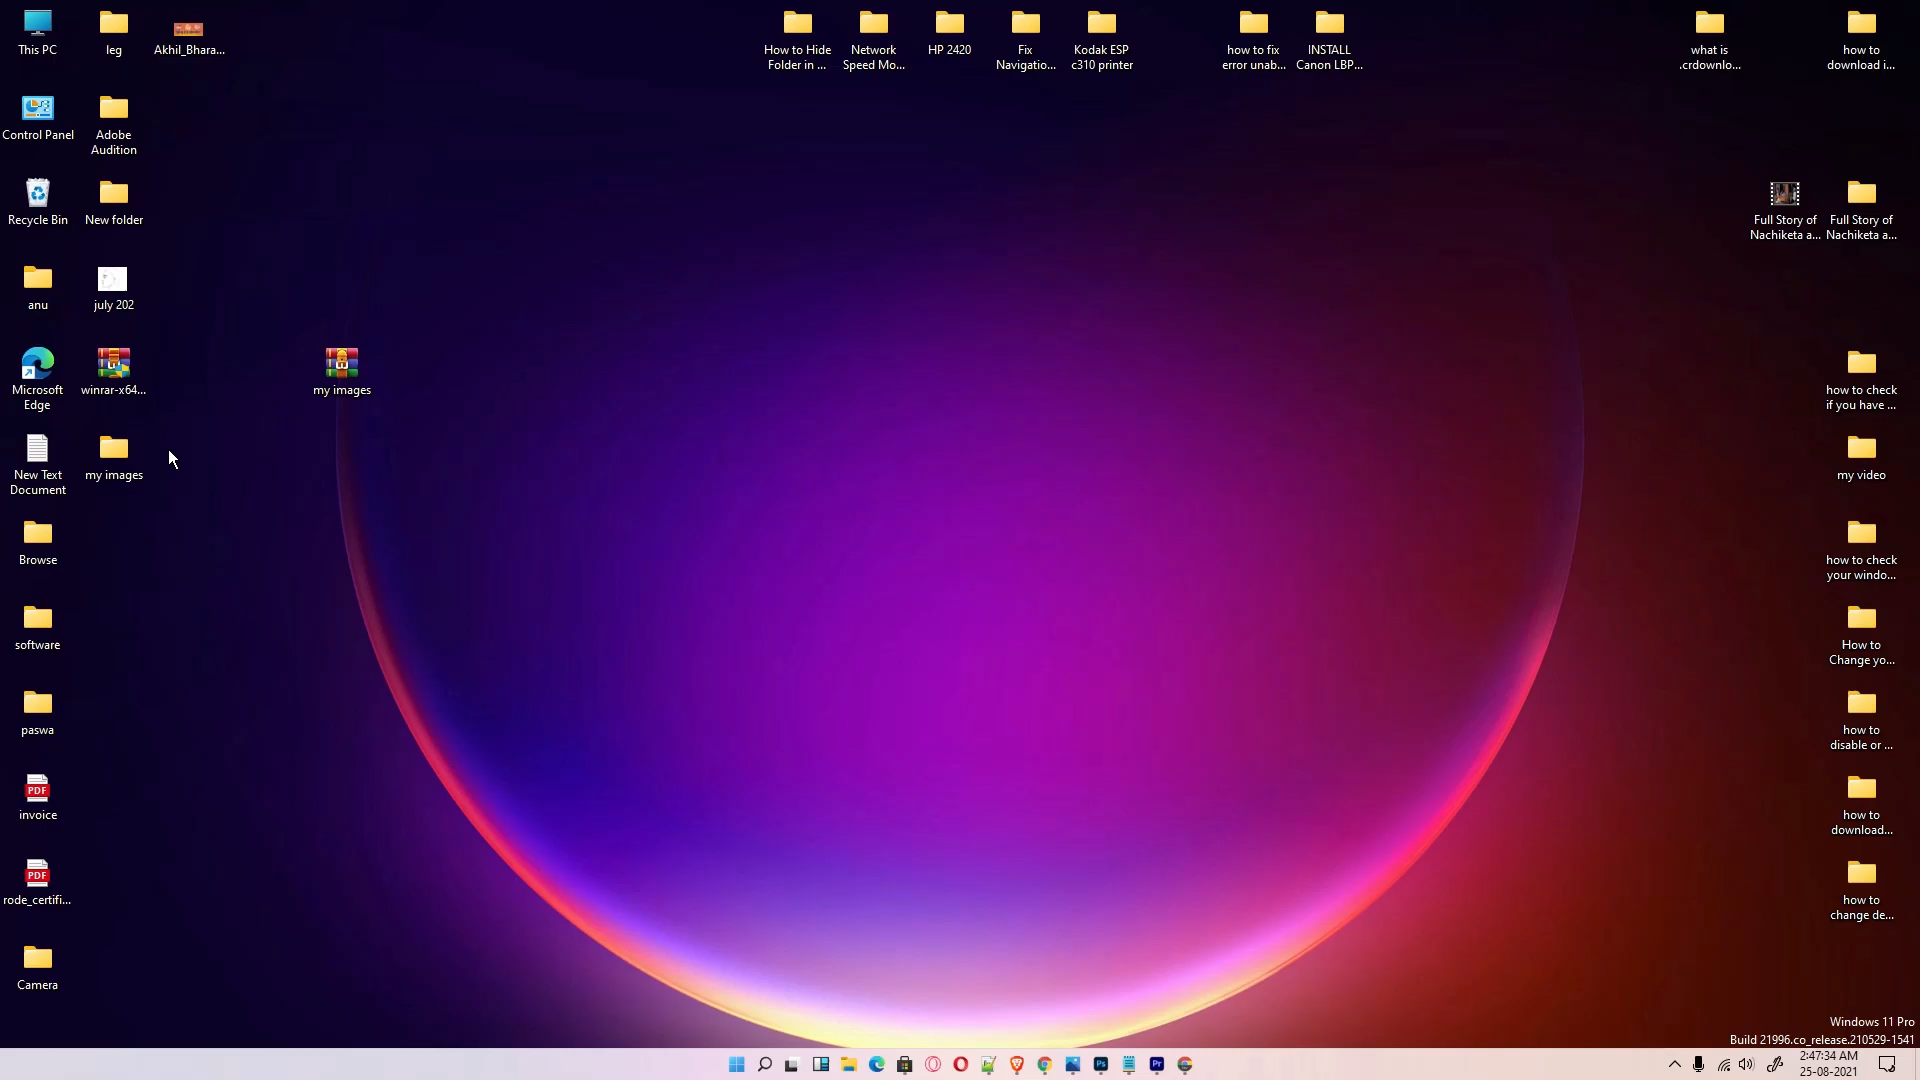 This PC
leg
Akhil_Bhara...
How to Hide
Folder in ...
Network
Speed Mo...
HP 2420
Fix
Navigatio...
Kodak ESP
c310 printer
how to fix
error unab...
INSTALL
Canon LBP...
what is
.crdownlo...
how to
download i...
Control Panel
Adobe
Audition
Recycle Bin
New folder
Full Story of
Nachiketa a...
Full Story of
Nachiketa a...
anu
july 202
Microsoft
Edge
winrar-x64...
my images
how to check
if you have ...
New Text
Document
my images
my video
Browse
how to check
your windo...
software
How to
Change yo...
paswa
how to
disable or ...
PDF
invoice
how to
download...
PDF
rode_certifi...
how to
change de...
Camera
Windows 11 Pro
Build 21996.co_release.210529-1541
Ps
Pr
2:47:34 AM
25-08-2021